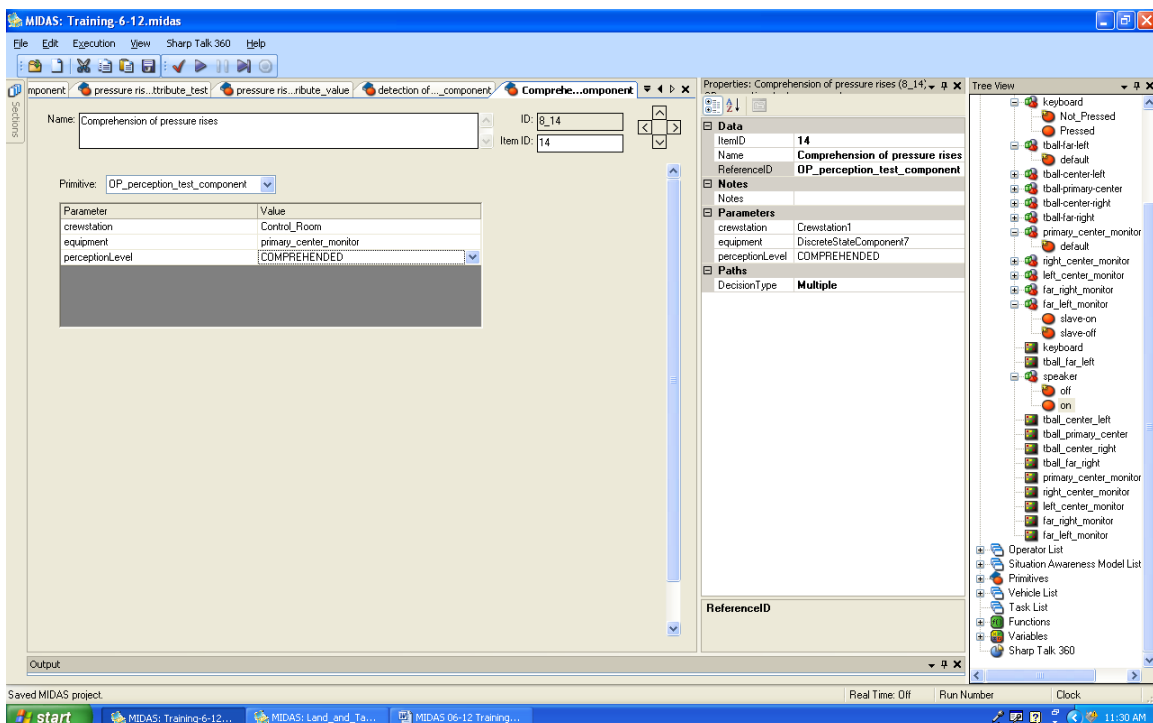 MIDAS: Training-6-12.midas
File Edit Execution View Sharp Talk 360 Help
Sections
mponent
pressure ris...ttribute_test
pressure ris...ribute_value
detection of..._component
Comprehe...omponent
Name: Comprehension of pressure rises
ID: 8_14
Item ID: 14
Primitive: OP_perception_test_component
Parameter Value
crewstation Control_Room
equipment primary_center_monitor
perceptionLevel COMPREHENDED
Output
Properties: Comprehension of pressure rises (8_14)
Data
ItemID 14
Name Comprehension of pressure rises
ReferenceID OP_perception_test_component
Notes
Notes
Parameters
crewstation Crewstation1
equipment DiscreteStateComponent7
perceptionLevel COMPREHENDED
Paths
DecisionType Multiple
ReferenceID
Tree View
keyboard
Not_Pressed
Pressed
tball-far-left
default
tball-center-left
tball-primary-center
tball-center-right
tball-far-right
primary_center_monitor
default
right_center_monitor
left_center_monitor
far_right_monitor
far_left_monitor
slave-on
slave-off
keyboard
tball_far_left
speaker
off
on
tball_center_left
tball_primary_center
tball_center_right
tball_far_right
primary_center_monitor
right_center_monitor
left_center_monitor
far_right_monitor
far_left_monitor
Operator List
Situation Awareness Model List
Primitives
Vehicle List
Task List
Functions
Variables
Sharp Talk 360
Saved MIDAS project.
Real Time: Off Run Number Clock
start
MIDAS: Training-6-12...
MIDAS: Land_and_Ta...
MIDAS 06-12 Training...
11:30 AM